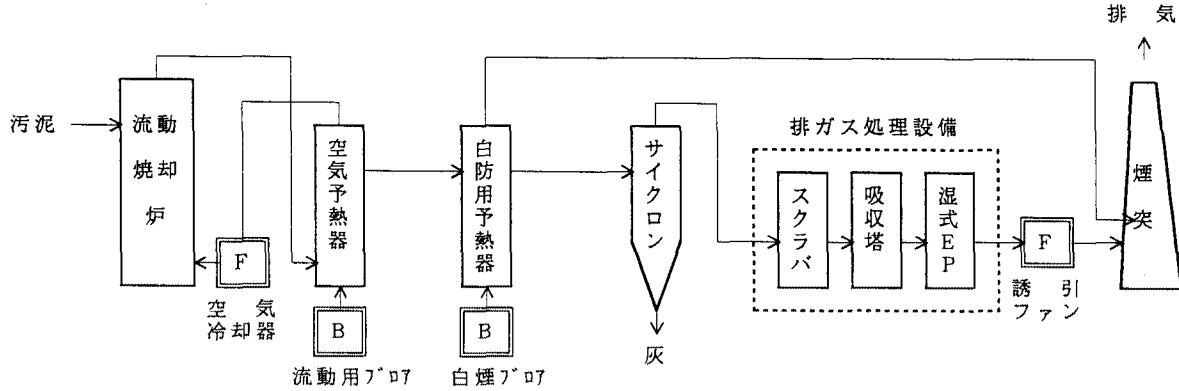 排 気
汚泥
流動
焼却
炉
F
空 気
冷却器
空気予熱器
B
流動用ブロア
白防用予熱器
B
白煙ブロア
サイクロン
灰
排ガス処理設備
スクラバ
吸収塔
湿式EP
F
誘 引
ファン
煙突